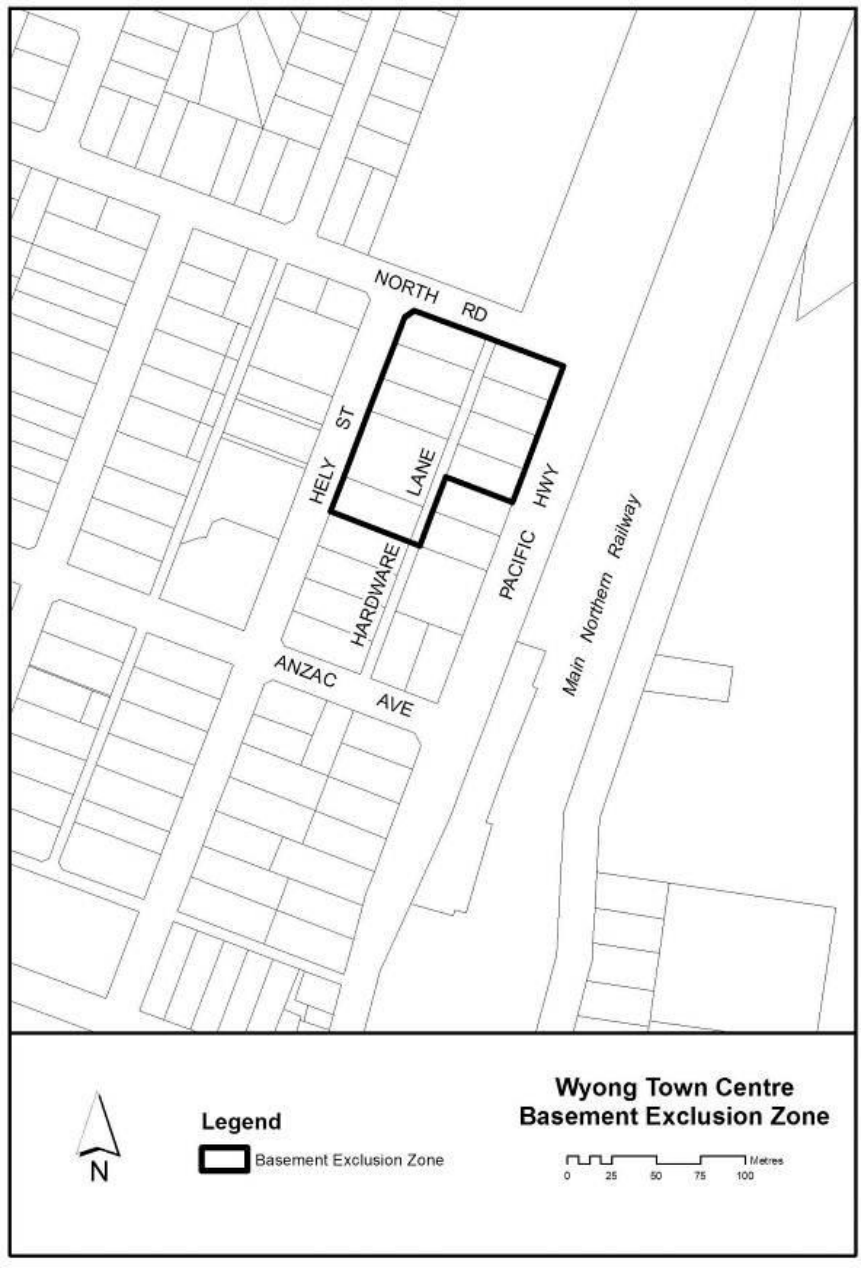 NORTH RD
HELY ST
HARDWARE LANE
PACIFIC HWY
Main Northern Railway
ANZAC AVE
N
Legend
Basement Exclusion Zone
Wyong Town Centre
Basement Exclusion Zone
Metres
0 25 50 75 100